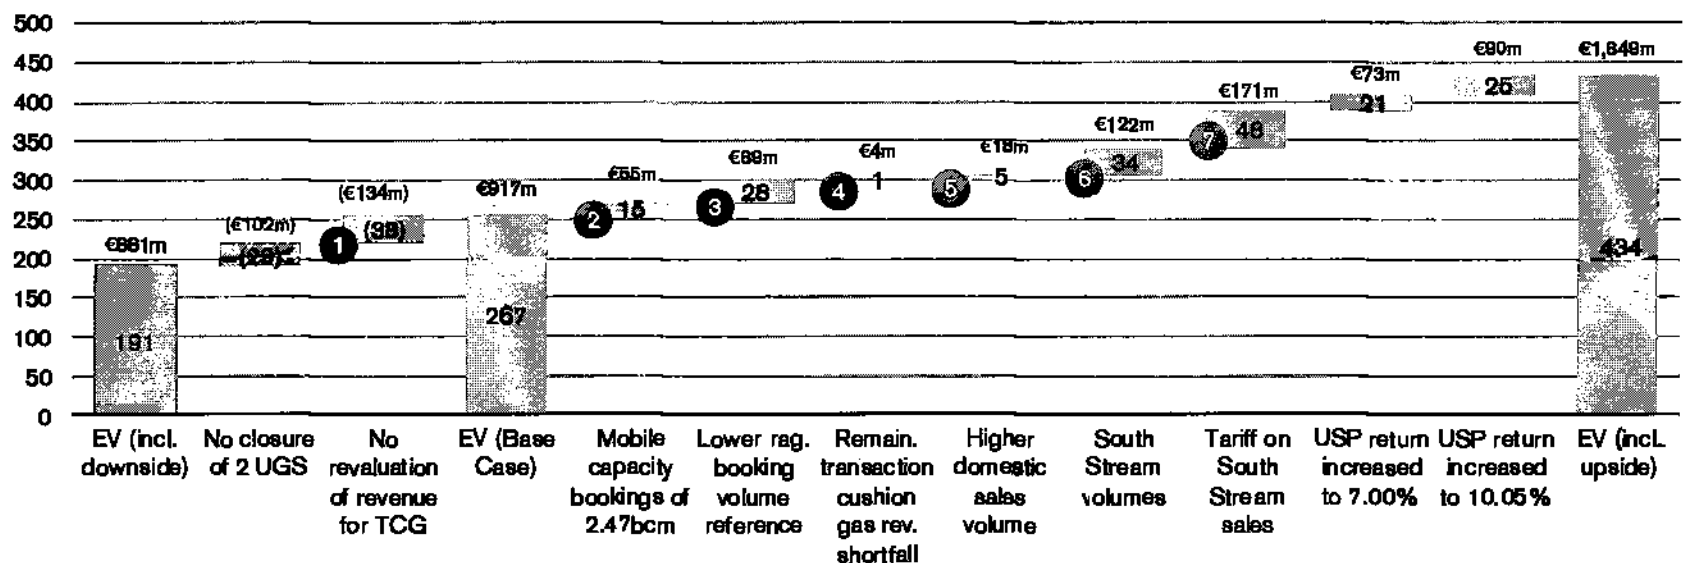 500
450
400
350
300
250
200
150
100
50
0
€681m
191
(€102m)
(29)
(€134m)
1
(38)
€917m
267
€55m
2
15
€89m
3
28
€4m
4
1
€18m
5
5
€122m
6
34
€171m
7
48
€73m
21
€90m
25
€1,649m
434
EV (incl.
downside)
No closure
of 2 UGS
No
revaluation
of revenue
for TCG
EV (Base
Case)
Mobile
capacity
bookings of
2.47bcm
Lower rag.
booking
volume
reference
Remain.
transaction
cushion
gas rev.
shortfall
Higher
domestic
sales
volume
South
Stream
volumes
Tariff on
South
Stream
sales
USP return
increased
to 7.00%
USP return
increased
to 10.05%
EV (incl.
upside)